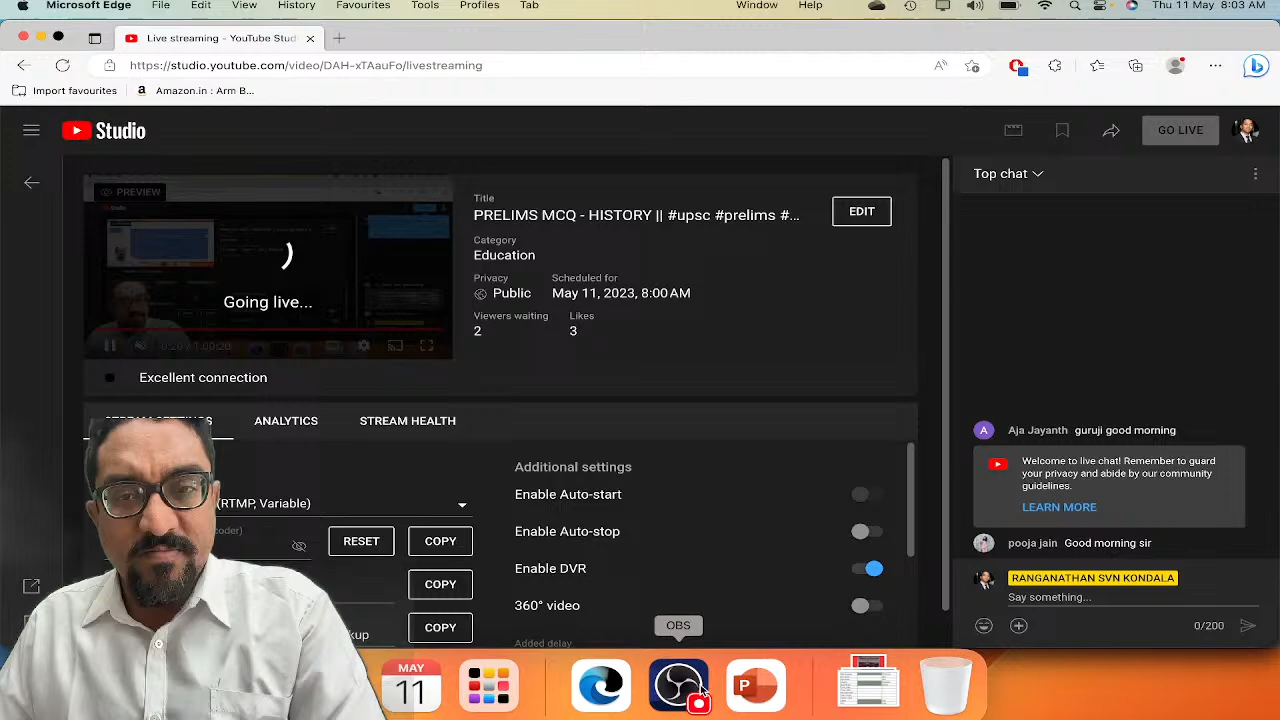 Microsoft Edge File Edit View History Favourites Tools Profiles Tab Window Help Thu 11 May 8:03 AM
Live streaming - YouTube Stud
https://studio.youtube.com/video/DAH-xTAauFo/livestreaming
Import favourites Amazon.in : Arm B...
Studio
GO LIVE
PREVIEW
Going live...
Title
PRELIMS MCQ - HISTORY || #upsc #prelims #...
EDIT
Category
Education
Privacy Scheduled for
Public May 11, 2023, 8:00 AM
Viewers waiting Likes
2 3
Excellent connection
ANALYTICS STREAM HEALTH
(RTMP, Variable)
coder)
RESET COPY
COPY
kup COPY
Additional settings
Enable Auto-start
Enable Auto-stop
Enable DVR
360° video
Added delay
Top chat
Aja Jayanth guruji good morning
Welcome to live chat! Remember to guard
your privacy and abide by our community
guidelines.
LEARN MORE
pooja jain Good morning sir
RANGANATHAN SVN KONDALA
Say something...
0/200
OBS
MAY
11